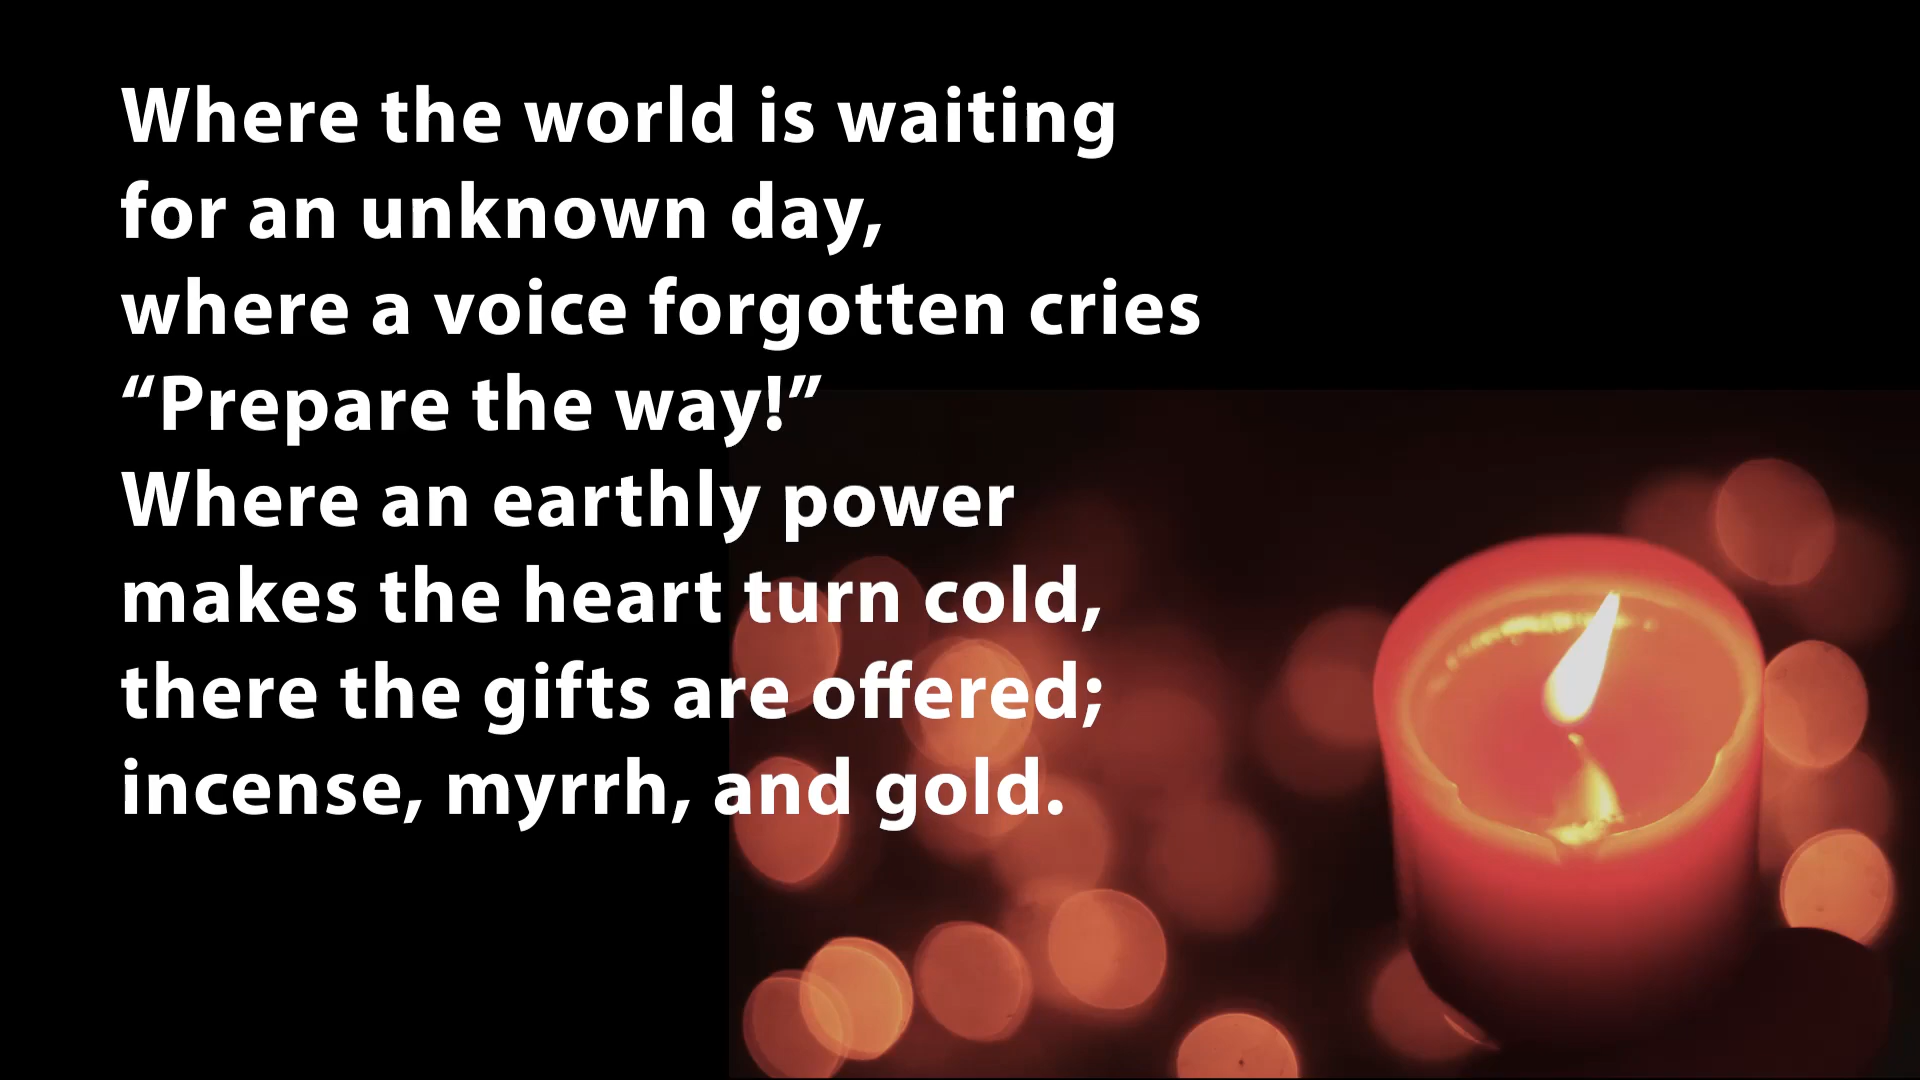 Where the world is waiting
for an unknown day,
where a voice forgotten cries
“Prepare the way!”
Where an earthly power
makes the heart turn cold,
there the gifts are offered;
incense, myrrh, and gold.